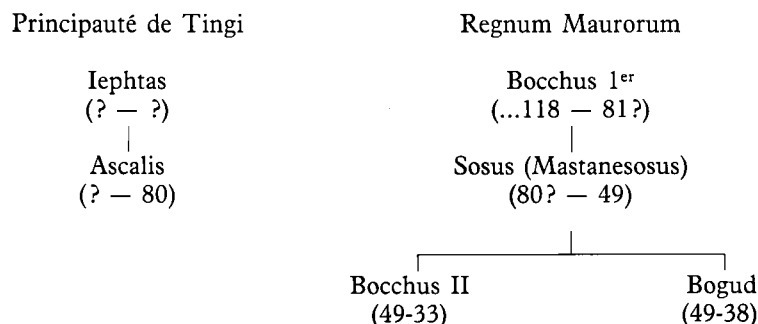 Principauté de Tingi
Regnum Maurorum
Iephtas
(? — ?)
Bocchus 1er
(...118 — 81?)
Ascalis
(? — 80)
Sosus (Mastanesosus)
(80? — 49)
Bocchus II
(49-33)
Bogud
(49-38)